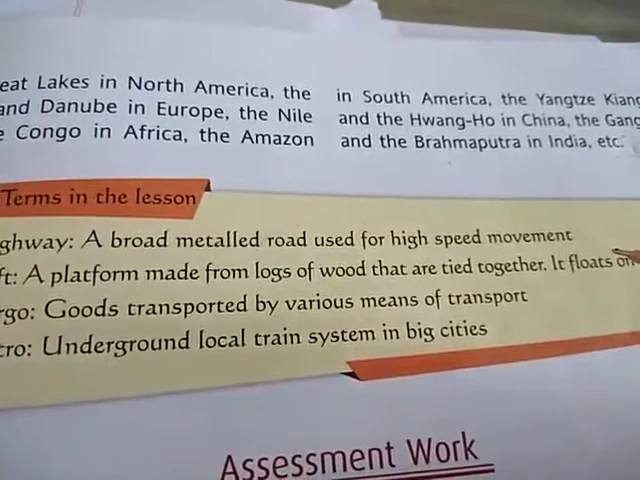 eat Lakes in North America, the
and Danube in Europe, the Nile
e Congo in Africa, the Amazon
in South America, the Yangtze Kiang
and the Hwang-Ho in China, the Gang
and the Brahmaputra in India, etc.
Terms in the lesson
ghway: A broad metalled road used for high speed movement
ft: A platform made from logs of wood that are tied together. It floats on
rgo: Goods transported by various means of transport
tro: Underground local train system in big cities
Assessment Work